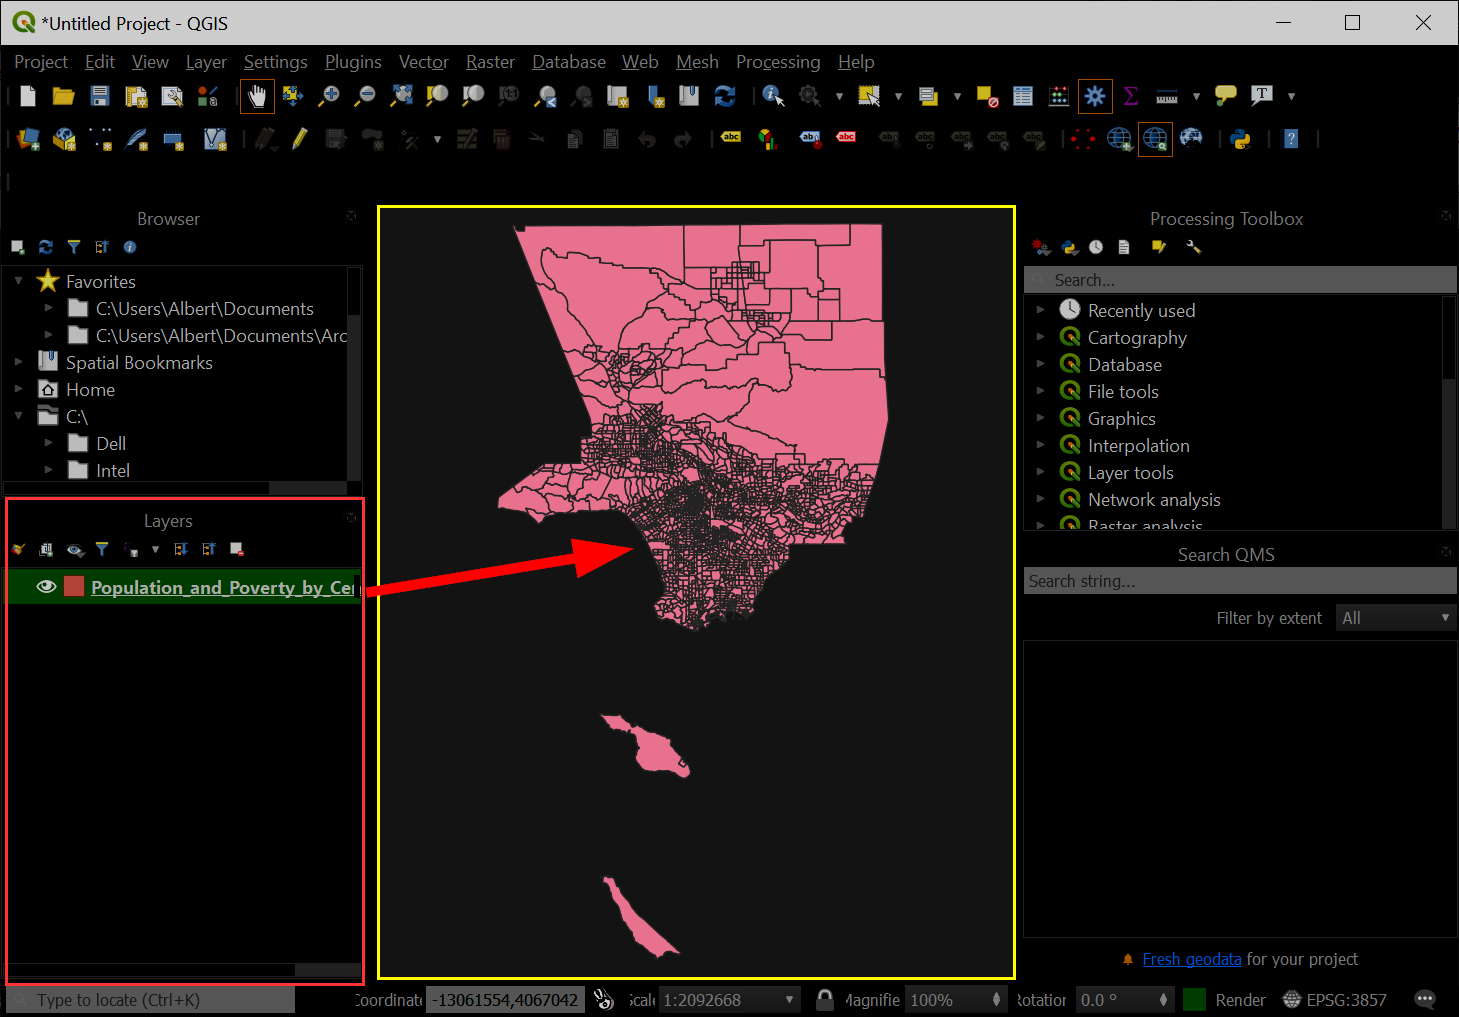 *Untitled Project - QGIS
Project Edit View Layer Settings Plugins Vector Raster Database Web Mesh Processing Help
Browser
Favorites
C:\Users\Albert\Documents
C:\Users\Albert\Documents\Arc
Spatial Bookmarks
Home
C:\
Dell
Intel
Layers
Population_and_Poverty_by_Cen
Processing Toolbox
Search...
Recently used
Cartography
Database
File tools
Graphics
Interpolation
Layer tools
Network analysis
Raster analysis
Search QMS
Search string...
Filter by extent All
Fresh geodata for your project
Type to locate (Ctrl+K) Coordinate -13061554,4067042 Scale 1:2092668 Magnifie 100% Rotation 0.0 ° Render EPSG:3857